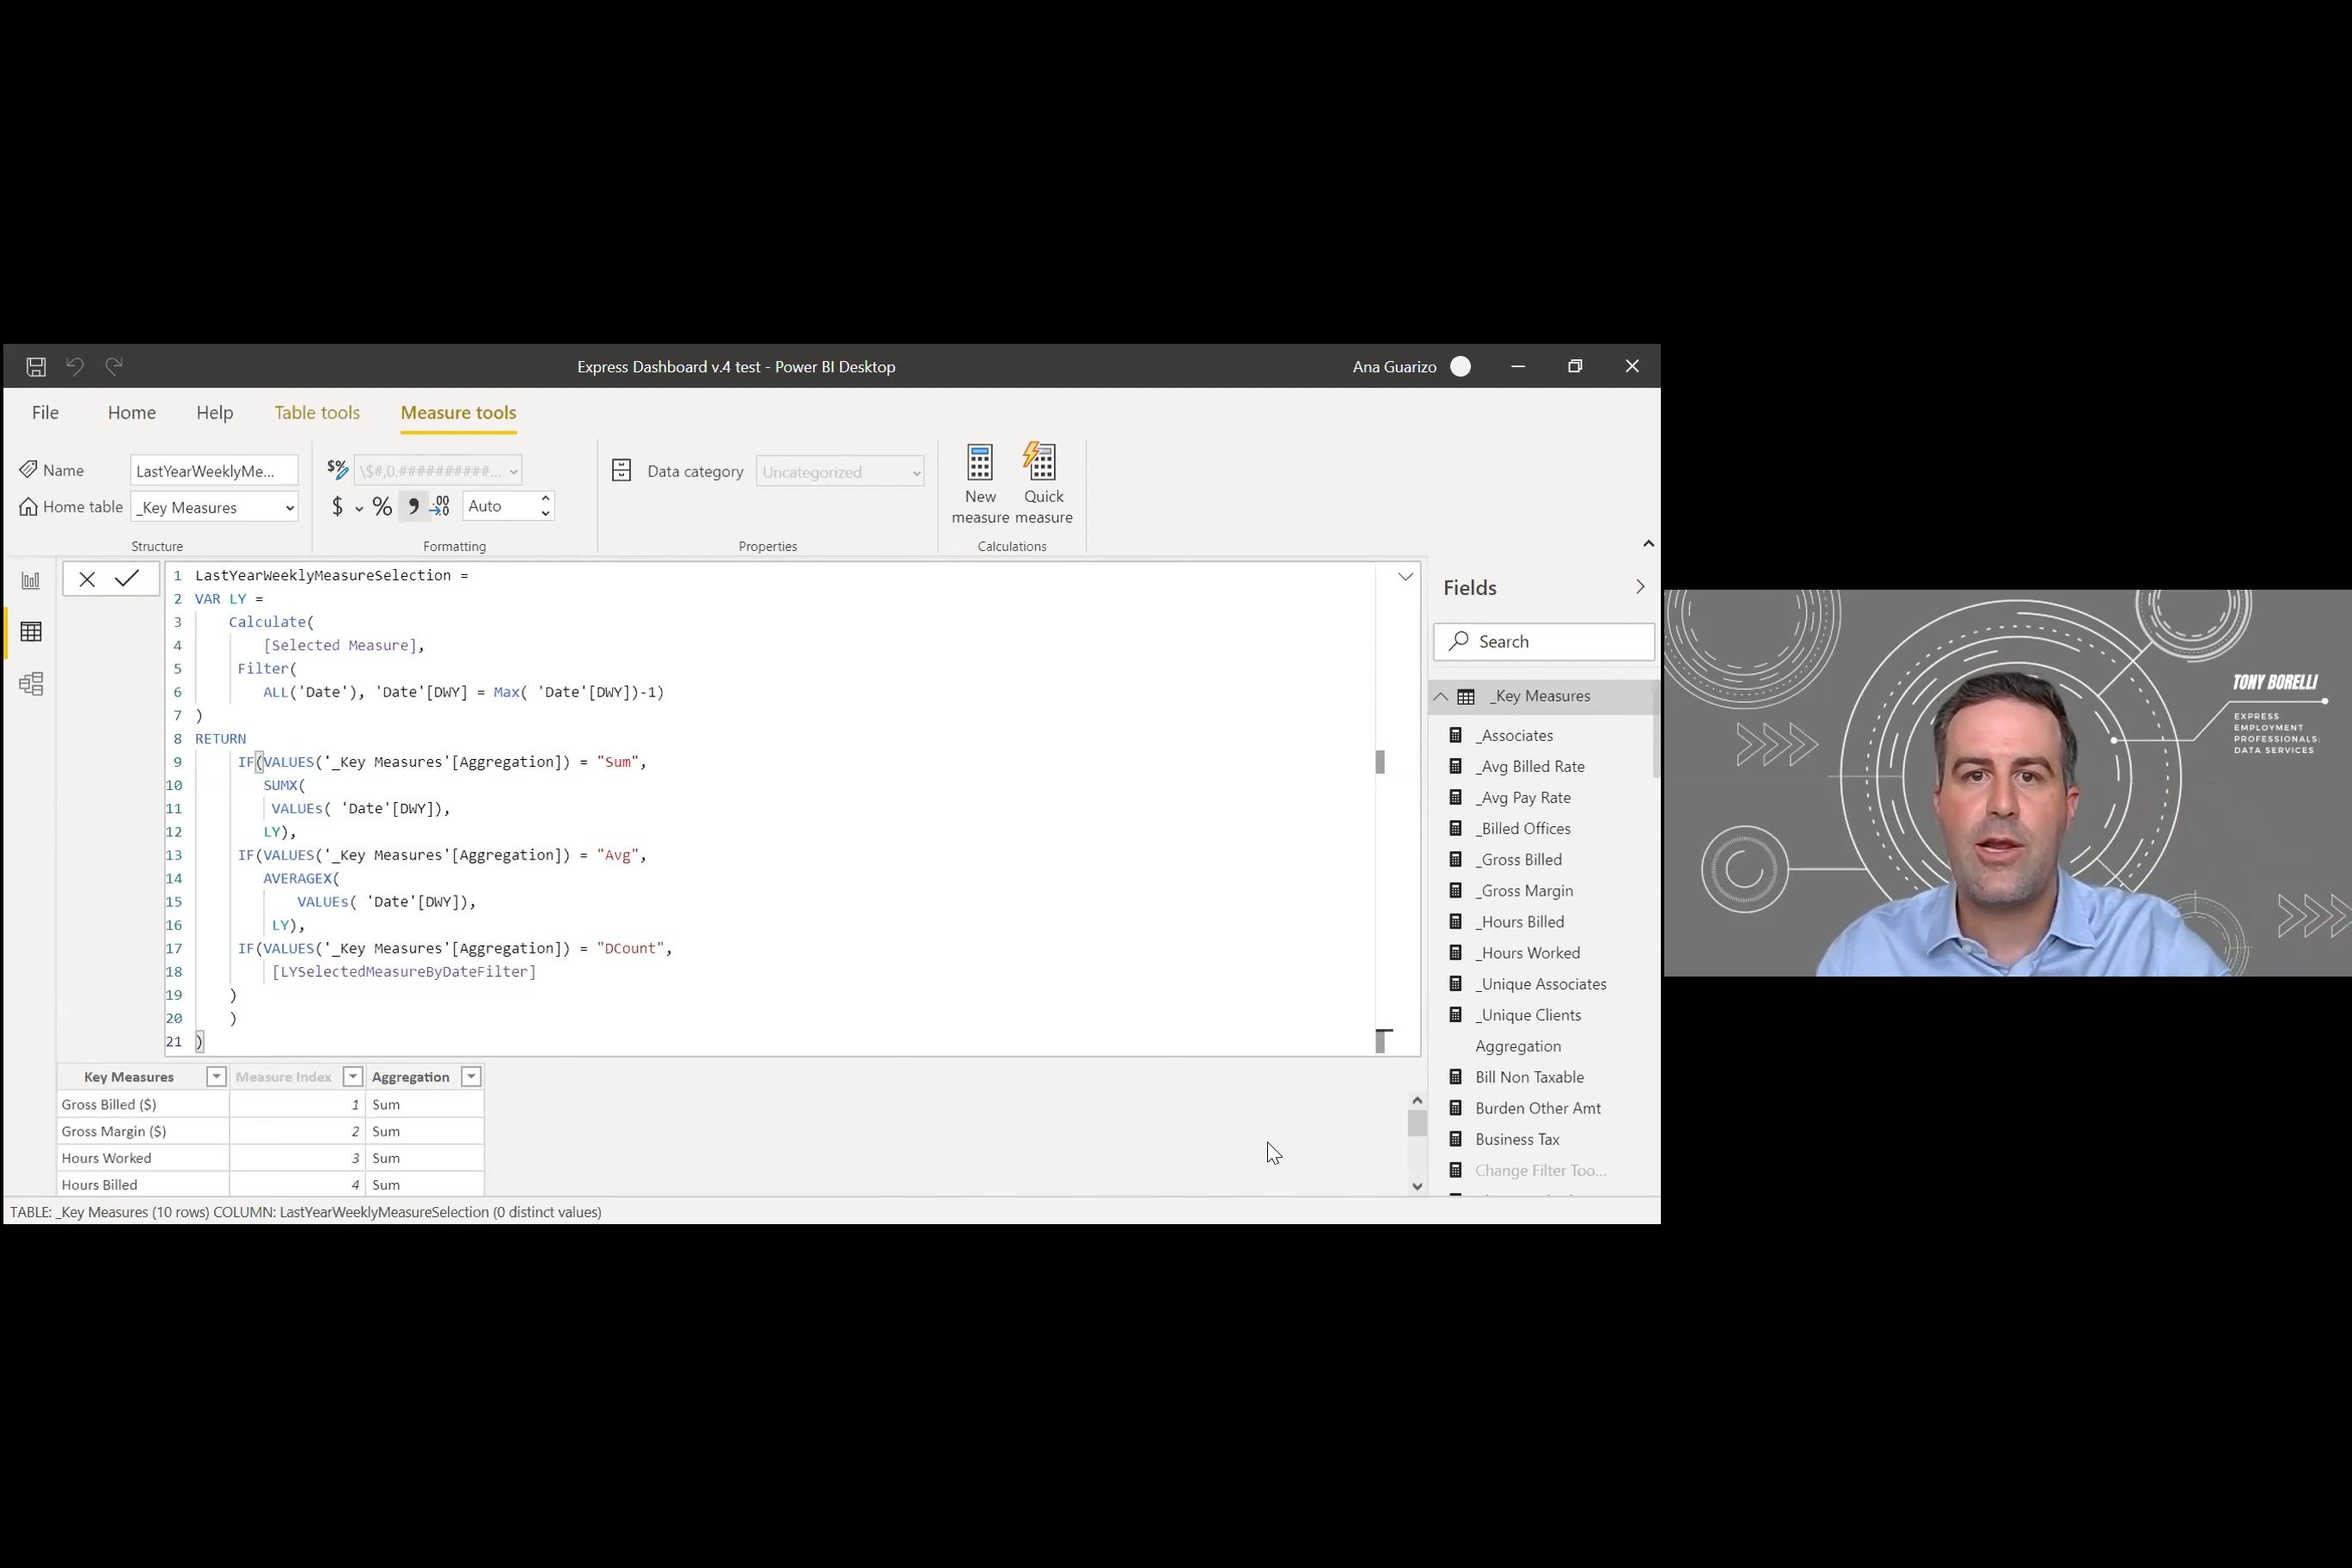 Express Dashboard v.4 test - Power BI Desktop
Ana Guarizo
File Home Help Table tools Measure tools
Name
LastYearWeeklyMe...
Home table
_Key Measures
Structure
\$#,0.##########...
$ % , .00 →.0
Auto
Formatting
Data category
Uncategorized
Properties
New measure
Quick measure
Calculations
1 LastYearWeeklyMeasureSelection =
2 VAR LY =
3 Calculate(
4 [Selected Measure],
5 Filter(
6 ALL('Date'), 'Date'[DWY] = Max( 'Date'[DWY])-1)
7 )
8 RETURN
9 IF(VALUES('_Key Measures'[Aggregation]) = "Sum",
10 SUMX(
11 VALUEs( 'Date'[DWY]),
12 LY),
13 IF(VALUES('_Key Measures'[Aggregation]) = "Avg",
14 AVERAGEX(
15 VALUEs( 'Date'[DWY]),
16 LY),
17 IF(VALUES('_Key Measures'[Aggregation]) = "DCount",
18 [LYSelectedMeasureByDateFilter]
19 )
20 )
21 )
Key Measures Measure Index Aggregation
Gross Billed ($) 1 Sum
Gross Margin ($) 2 Sum
Hours Worked 3 Sum
Hours Billed 4 Sum
TABLE: _Key Measures (10 rows) COLUMN: LastYearWeeklyMeasureSelection (0 distinct values)
Fields
Search
_Key Measures
_Associates
_Avg Billed Rate
_Avg Pay Rate
_Billed Offices
_Gross Billed
_Gross Margin
_Hours Billed
_Hours Worked
_Unique Associates
_Unique Clients
Aggregation
Bill Non Taxable
Burden Other Amt
Business Tax
Change Filter Too...
TONY BORELLI
EXPRESS
EMPLOYMENT
PROFESSIONALS:
DATA SERVICES